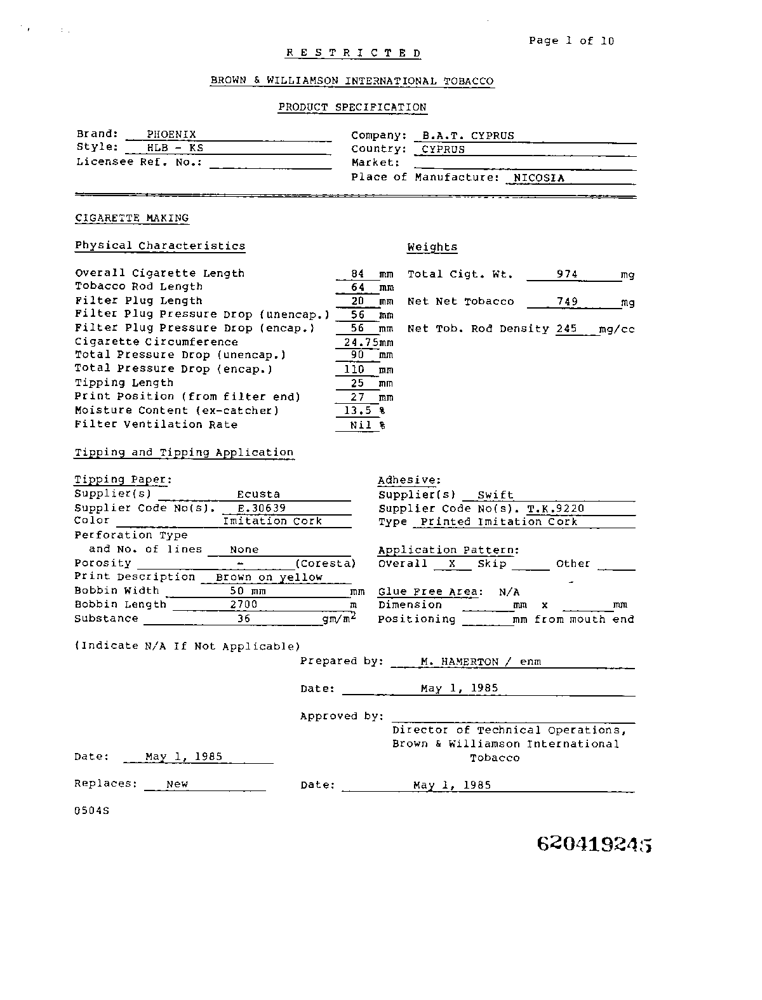 Page 1 of 10
R E S T R I C T E D
BROWN & WILLIAMSON INTERNATIONAL TOBACCO
PRODUCT SPECIFICATION
Brand: PHOENIX Company: B.A.T. CYPRUS
Style: HLB - KS Country: CYPRUS
Licensee Ref. No.: Market:
Place of Manufacture: NICOSIA
CIGARETTE MAKING
Physical Characteristics Weights
Overall Cigarette Length 84 mm Total Cigt. Wt. 974 mg
Tobacco Rod Length 64 mm
Filter Plug Length 20 mm Net Net Tobacco 749 mg
Filter Plug Pressure Drop (unencap.) 56 mm
Filter Plug Pressure Drop (encap.) 56 mm Net Tob. Rod Density 245 mg/cc
Cigarette Circumference 24.75mm
Total Pressure Drop (unencap.) 90 mm
Total Pressure Drop (encap.) 110 mm
Tipping Length 25 mm
Print Position (from filter end) 27 mm
Moisture Content (ex-catcher) 13.5 %
Filter Ventilation Rate Nil %
Tipping and Tipping Application
Tipping Paper: Adhesive:
Supplier(s) Ecusta Supplier(s) Swift
Supplier Code No(s). E.30639 Supplier Code No(s). T.K.9220
Color Imitation Cork Type Printed Imitation Cork
Perforation Type
and No. of lines None Application Pattern:
Porosity - (Coresta) Overall X Skip Other
Print Description Brown on yellow
Bobbin Width 50 mm mm Glue Free Area: N/A
Bobbin Length 2700 m Dimension mm x mm
Substance 36 gm/m² Positioning mm from mouth end
(Indicate N/A If Not Applicable)
Prepared by: M. HAMERTON / enm
Date: May 1, 1985
Approved by:
Director of Technical Operations,
Brown & Williamson International
Date: May 1, 1985 Tobacco
Replaces: New Date: May 1, 1985
0504S
620419245